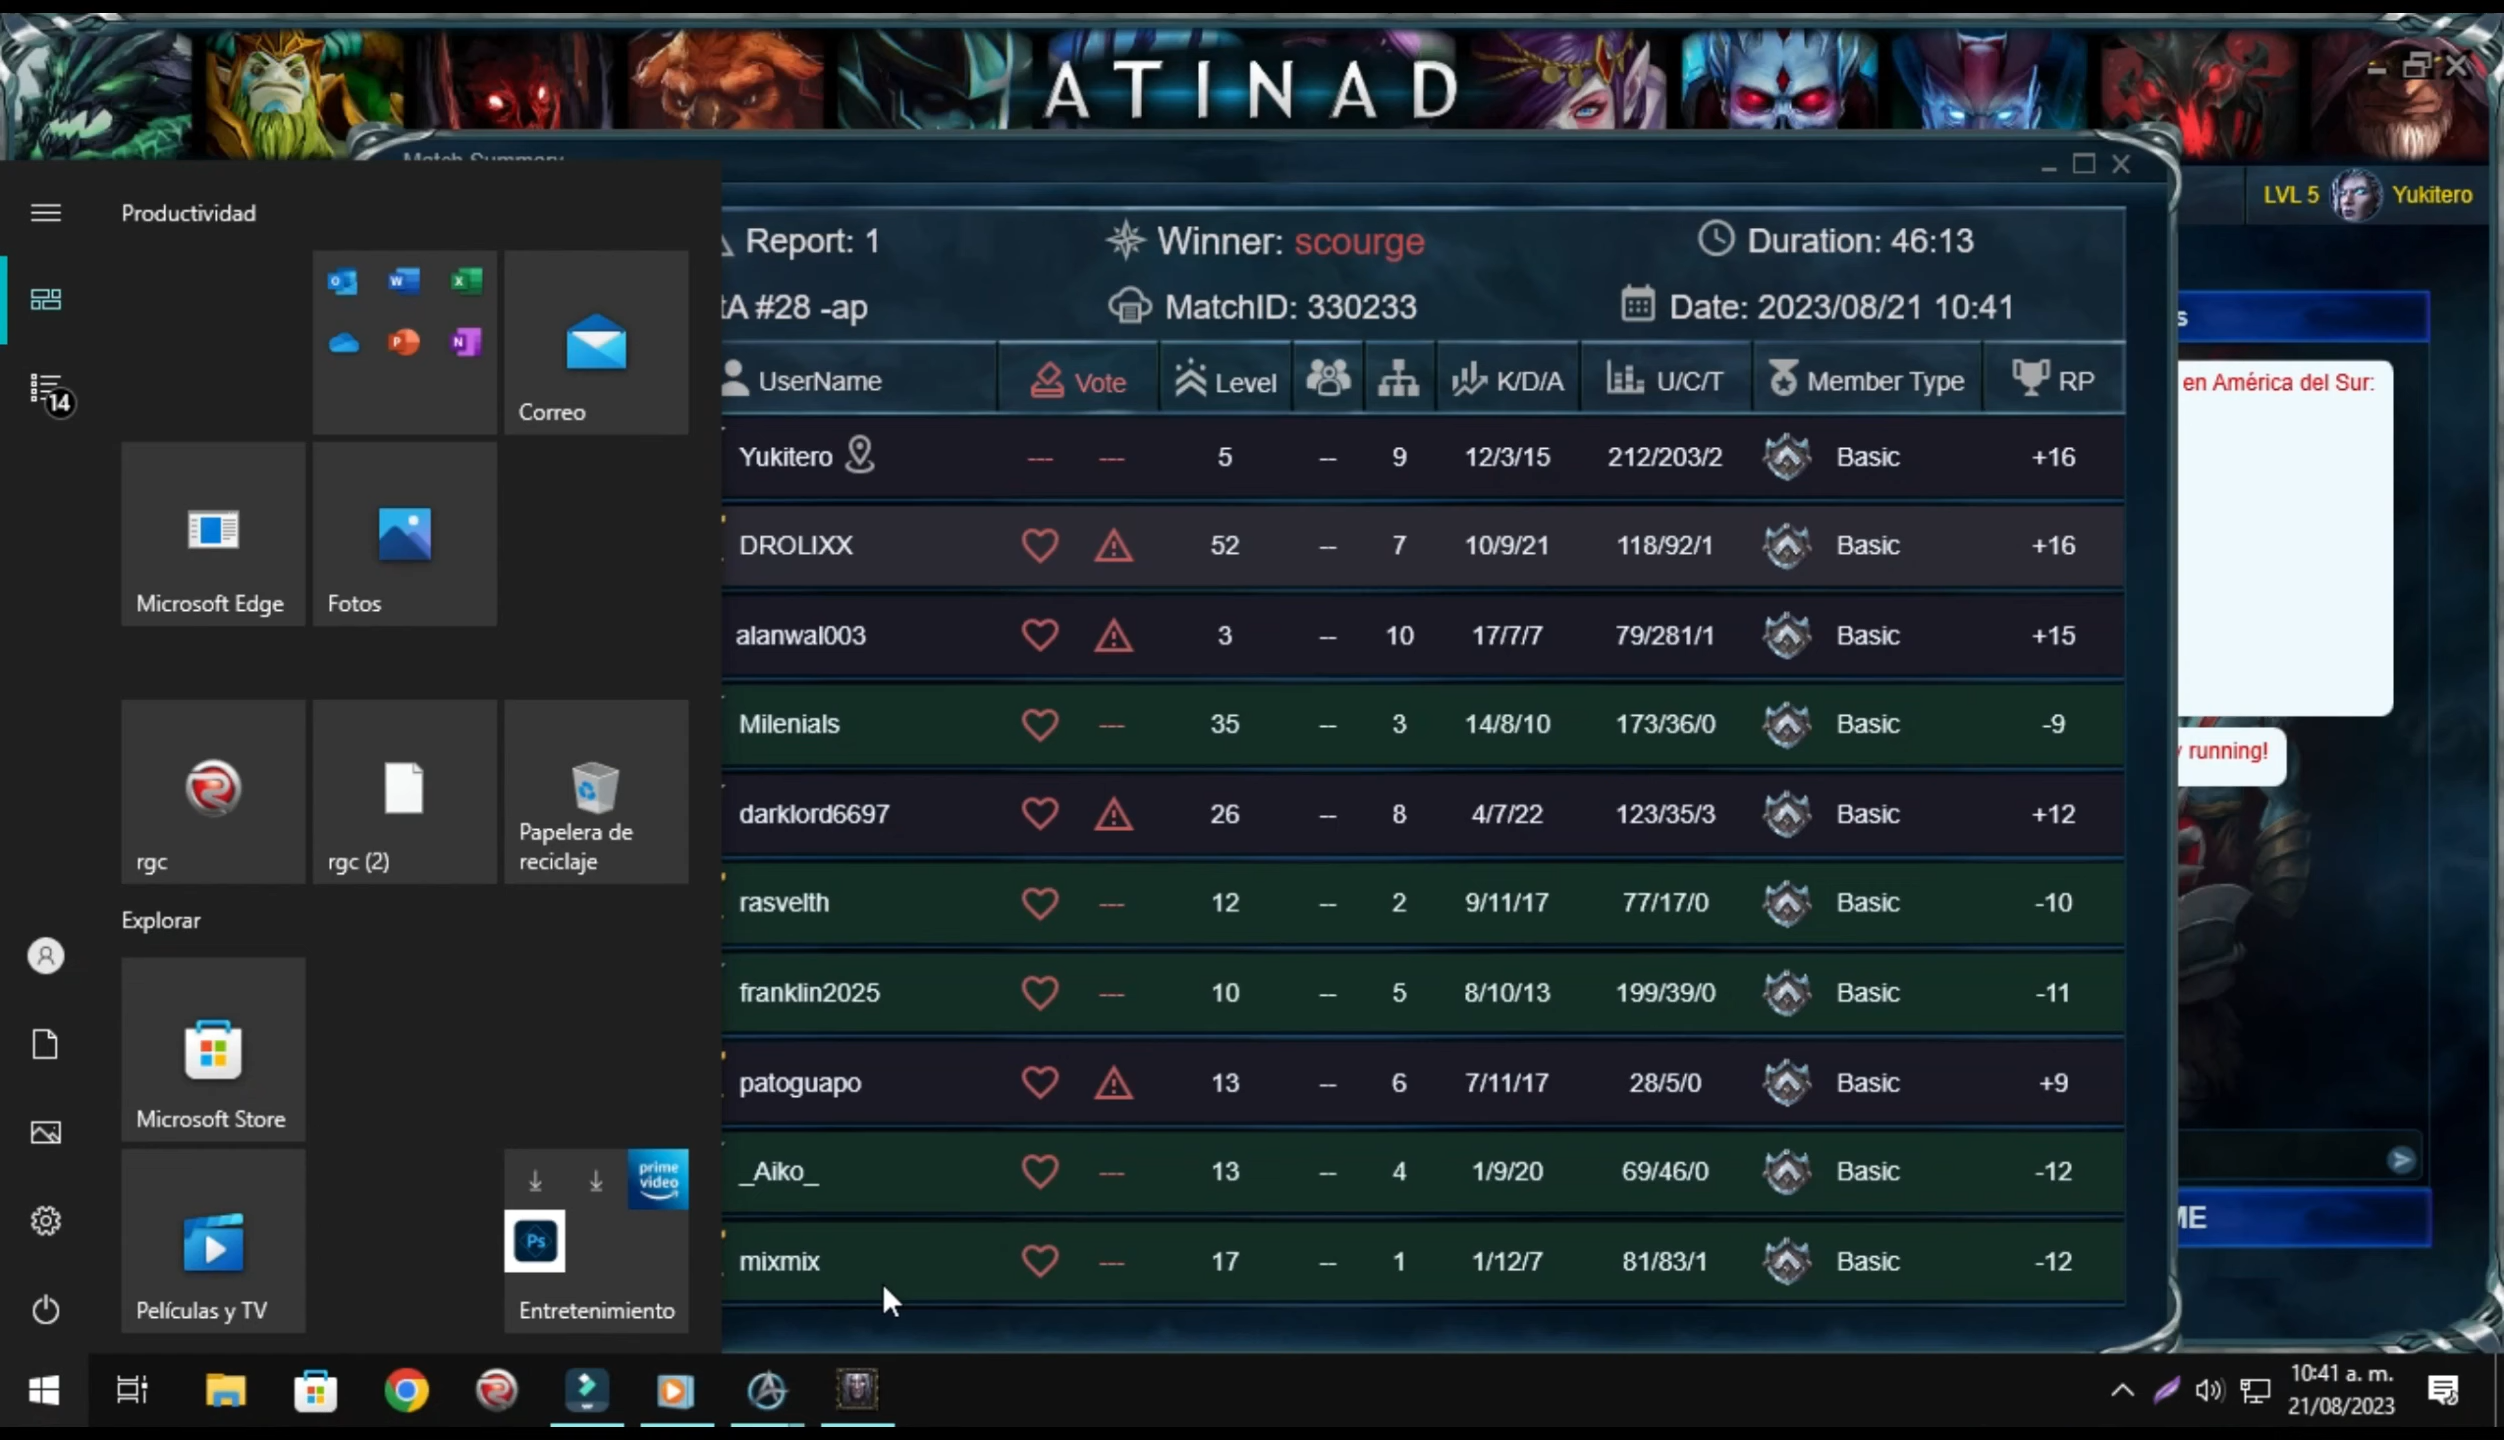 ATINAD
LVL 5 Yukitero
Productividad
Correo
Microsoft Edge
Fotos
rgc
rgc (2)
Papelera de
reciclaje
Explorar
Microsoft Store
Películas y TV
prime
video
Ps
Entretenimiento
14
Match Summary
Report: 1
Winner: scourge
Duration: 46:13
tA #28 -ap
MatchID: 330233
Date: 2023/08/21 10:41
UserName Vote Level K/D/A U/C/T Member Type RP
Yukitero --- --- 5 -- 9 12/3/15 212/203/2 Basic +16
DROLIXX 52 -- 7 10/9/21 118/92/1 Basic +16
alanwal003 3 -- 10 17/7/7 79/281/1 Basic +15
Milenials --- 35 -- 3 14/8/10 173/36/0 Basic -9
darklord6697 26 -- 8 4/7/22 123/35/3 Basic +12
rasvelth --- 12 -- 2 9/11/17 77/17/0 Basic -10
franklin2025 --- 10 -- 5 8/10/13 199/39/0 Basic -11
patoguapo 13 -- 6 7/11/17 28/5/0 Basic +9
_Aiko_ --- 13 -- 4 1/9/20 69/46/0 Basic -12
mixmix --- 17 -- 1 1/12/7 81/83/1 Basic -12
s
en América del Sur:
y running!
ME
10:41 a. m.
21/08/2023